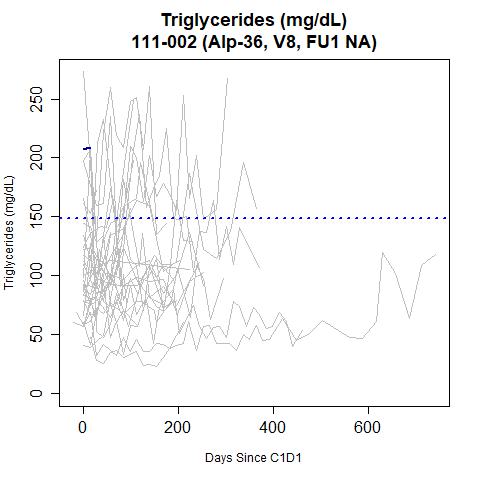 Triglycerides (mg/dL)
111-002 (Alp-36, V8, FU1 NA)
Triglycerides (mg/dL)
250
200
150
100
50
0
0 200 400 600
Days Since C1D1